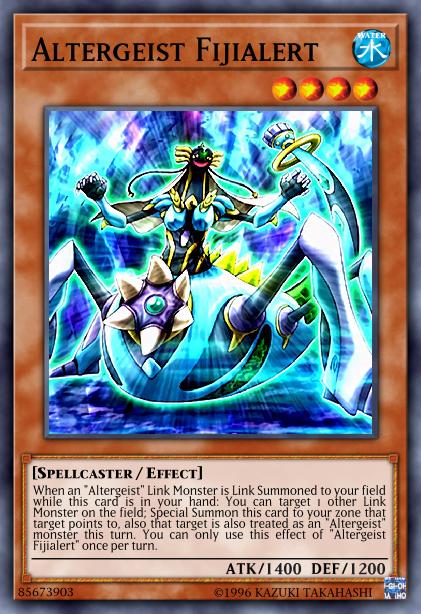 Altergeist Fijialert
WATER
水
[Spellcaster / Effect]
When an "Altergeist" Link Monster is Link Summoned to your field
while this card is in your hand: You can target 1 other Link
Monster on the field; Special Summon this card to your zone that
target points to, also that target is also treated as an "Altergeist"
monster this turn. You can only use this effect of "Altergeist
Fijialert" once per turn.
ATK/1400 DEF/1200
85673903
©1996 KAZUKI TAKAHASHI